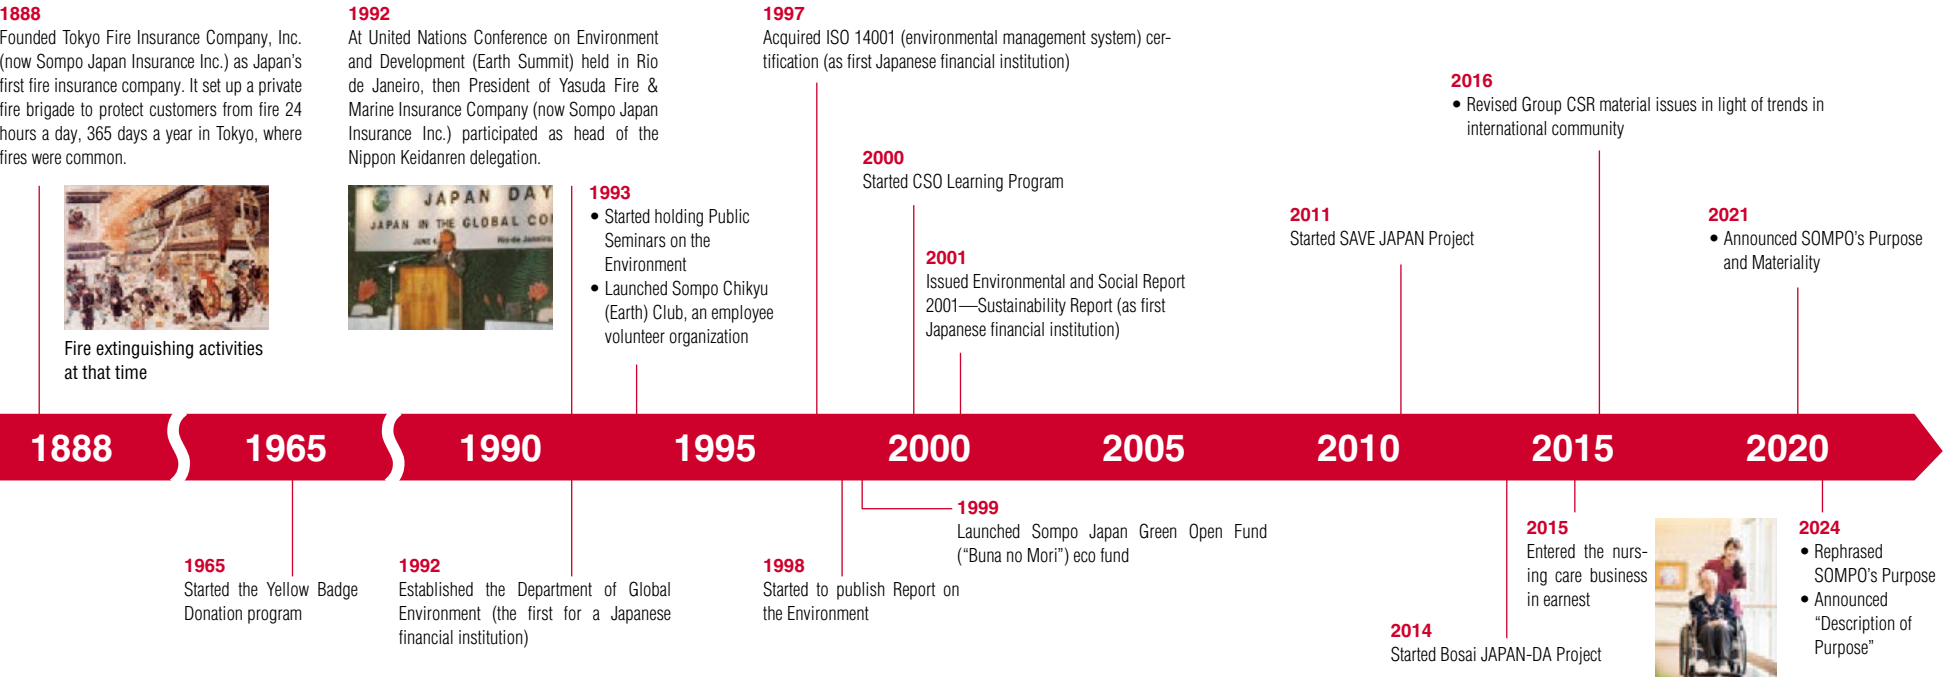 1888
Founded Tokyo Fire Insurance Company, Inc.
(now Sompo Japan Insurance Inc.) as Japan's
first fire insurance company. It set up a private
fire brigade to protect customers from fire 24
hours a day, 365 days a year in Tokyo, where
fires were common.
Fire extinguishing activities
at that time
1992
At United Nations Conference on Environment
and Development (Earth Summit) held in Rio
de Janeiro, then President of Yasuda Fire &
Marine Insurance Company (now Sompo Japan
Insurance Inc.) participated as head of the
Nippon Keidanren delegation.
JAPAN DAY
JAPAN IN THE GLOBAL CO
JUNE
Rio de Janeiro
1993
• Started holding Public
Seminars on the
Environment
• Launched Sompo Chikyu
(Earth) Club, an employee
volunteer organization
1997
Acquired ISO 14001 (environmental management system) cer-
tification (as first Japanese financial institution)
2000
Started CSO Learning Program
2001
Issued Environmental and Social Report
2001—Sustainability Report (as first
Japanese financial institution)
2011
Started SAVE JAPAN Project
2016
• Revised Group CSR material issues in light of trends in
international community
2021
• Announced SOMPO's Purpose
and Materiality
1888 1965 1990 1995 2000 2005 2010 2015 2020
1965
Started the Yellow Badge
Donation program
1992
Established the Department of Global
Environment (the first for a Japanese
financial institution)
1998
Started to publish Report on
the Environment
1999
Launched Sompo Japan Green Open Fund
("Buna no Mori") eco fund
2014
Started Bosai JAPAN-DA Project
2015
Entered the nurs-
ing care business
in earnest
2024
• Rephrased
SOMPO's Purpose
• Announced
"Description of
Purpose"